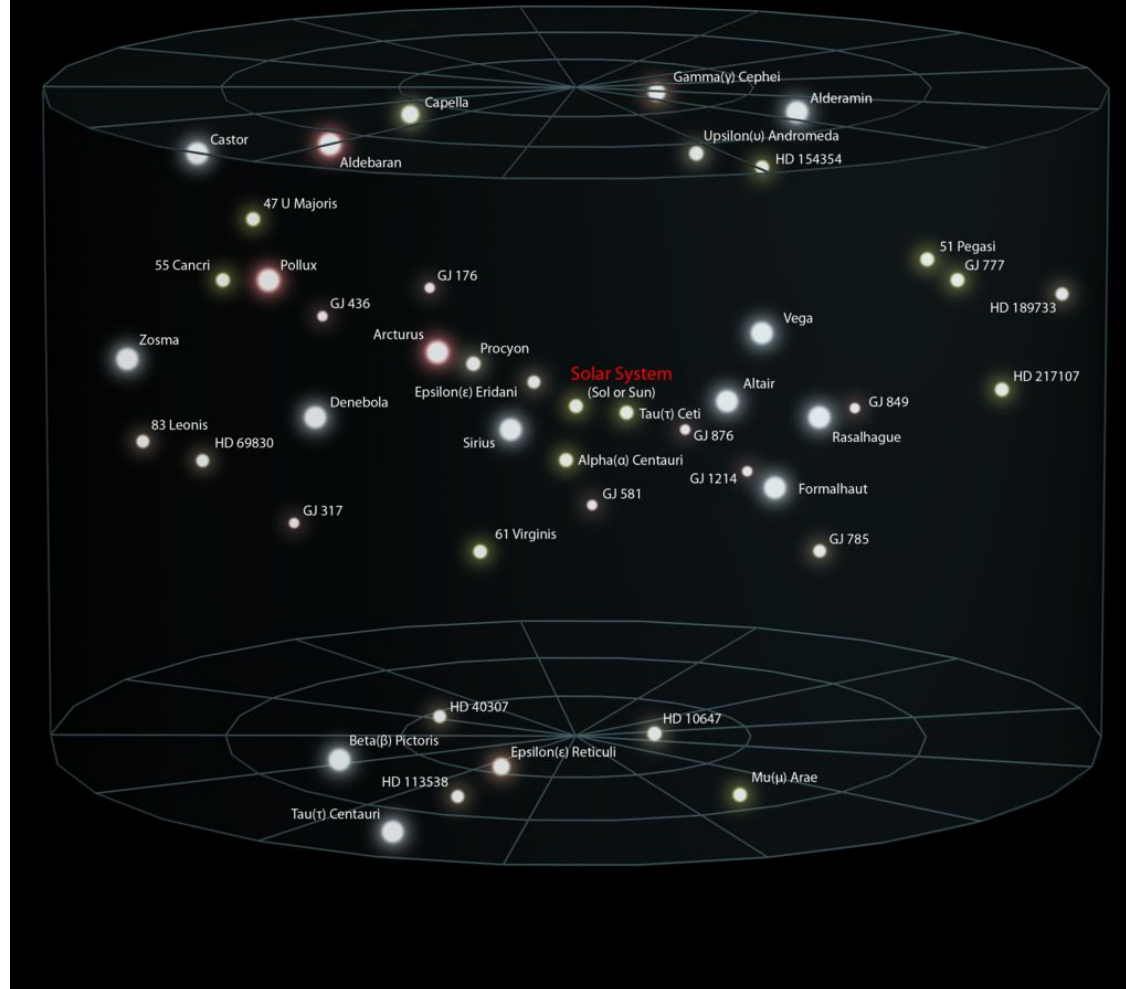 Gamma(γ) Cephei
Alderamin
Capella
Upsilon(υ) Andromeda
Castor
HD 154354
Aldebaran
47 U Majoris
51 Pegasi
55 Cancri
Pollux
GJ 777
GJ 176
GJ 436
HD 189733
Vega
Arcturus
Zosma
Procyon
Solar System
HD 217107
Epsilon(ε) Eridani
(Sol or Sun)
Altair
Denebola
Tau(τ) Ceti
GJ 849
83 Leonis
HD 69830
Sirius
GJ 876
Rasalhague
Alpha(α) Centauri
GJ 1214
Formalhaut
GJ 317
GJ 581
61 Virginis
GJ 785
HD 40307
HD 10647
Beta(β) Pictoris
Epsilon(ε) Reticuli
HD 113538
Mu(μ) Arae
Tau(τ) Centauri